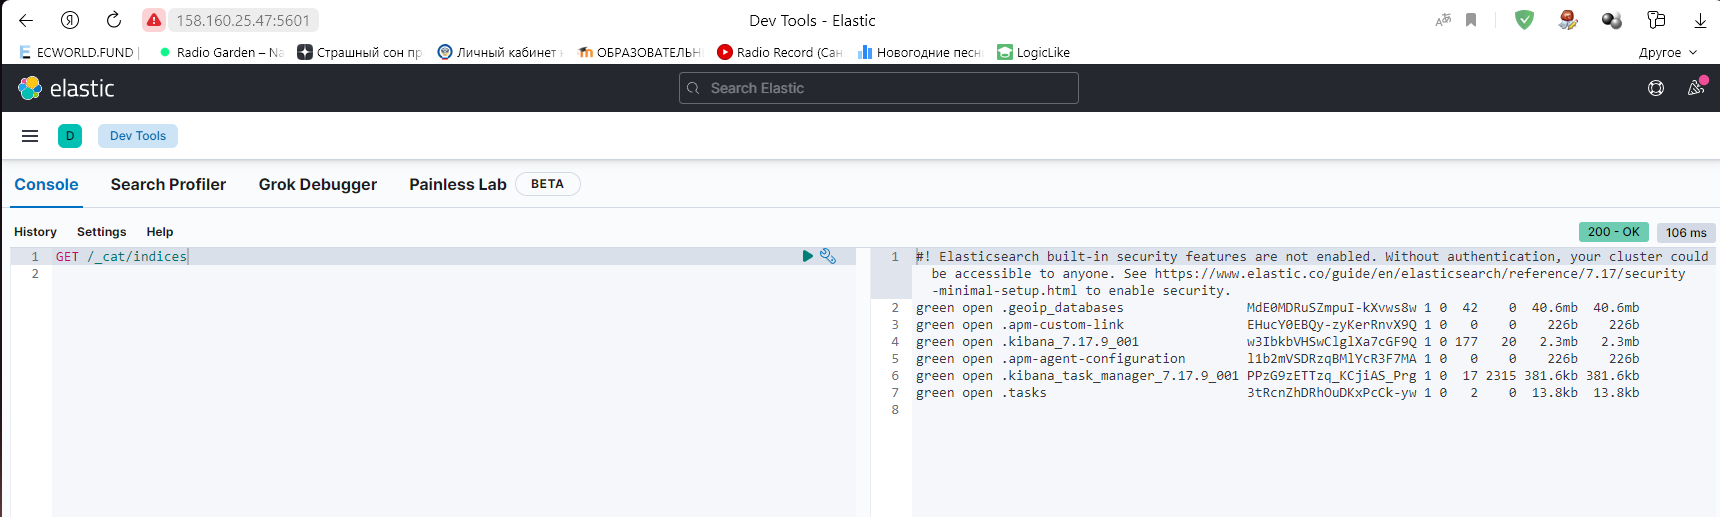 158.160.25.47:5601 Dev Tools - Elastic
ECWORLD.FUND | Radio Garden – Na Страшный сон пр Личный кабинет ОБРАЗОВАТЕЛЬН Radio Record (Сан Новогодние песн LogicLike Другое
elastic Search Elastic
D Dev Tools
Console Search Profiler Grok Debugger Painless Lab BETA
History Settings Help 200 - OK 106 ms
1 GET /_cat/indices
2
1 #! Elasticsearch built-in security features are not enabled. Without authentication, your cluster could
be accessible to anyone. See https://www.elastic.co/guide/en/elasticsearch/reference/7.17/security
-minimal-setup.html to enable security.
2 green open .geoip_databases MdE0MDRuSZmpuI-kXvws8w 1 0 42 0 40.6mb 40.6mb
3 green open .apm-custom-link EHucY0EBQy-zyKerRnvX9Q 1 0 0 0 226b 226b
4 green open .kibana_7.17.9_001 w3IbkbVHSwClglXa7cGF9Q 1 0 177 20 2.3mb 2.3mb
5 green open .apm-agent-configuration l1b2mVSDRzqBMlYcR3F7MA 1 0 0 0 226b 226b
6 green open .kibana_task_manager_7.17.9_001 PPzG9zETTzq_KCjiAS_Prg 1 0 17 2315 381.6kb 381.6kb
7 green open .tasks 3tRcnZhDRhOuDKxPcCk-yw 1 0 2 0 13.8kb 13.8kb
8